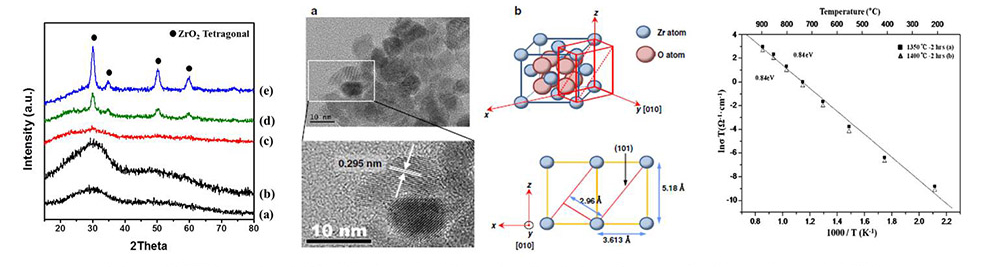 ● ZrO₂ Tetragonal
Intensity (a.u.)
(e)
(d)
(c)
(b)
(a)
20 30 40 50 60 70 80
2Theta
a
10 nm
0.295 nm
10 nm
b
z
Zr atom
O atom
x
y [010]
(101)
z
2.96 Å
5.18 Å
x
y
[010]
3.613 Å
Temperature (°C)
900 800 700 600 500 400 300 200
■ 1350 °C -2 hrs (a)
△ 1400 °C -2 hrs (b)
0.84eV
0.84eV
lnσ T(Ω⁻¹·cm⁻¹)
4
2
0
-2
-4
-6
-8
-10
0.8 1.0 1.2 1.4 1.6 1.8 2.0 2.2
1000 / T (K⁻¹)